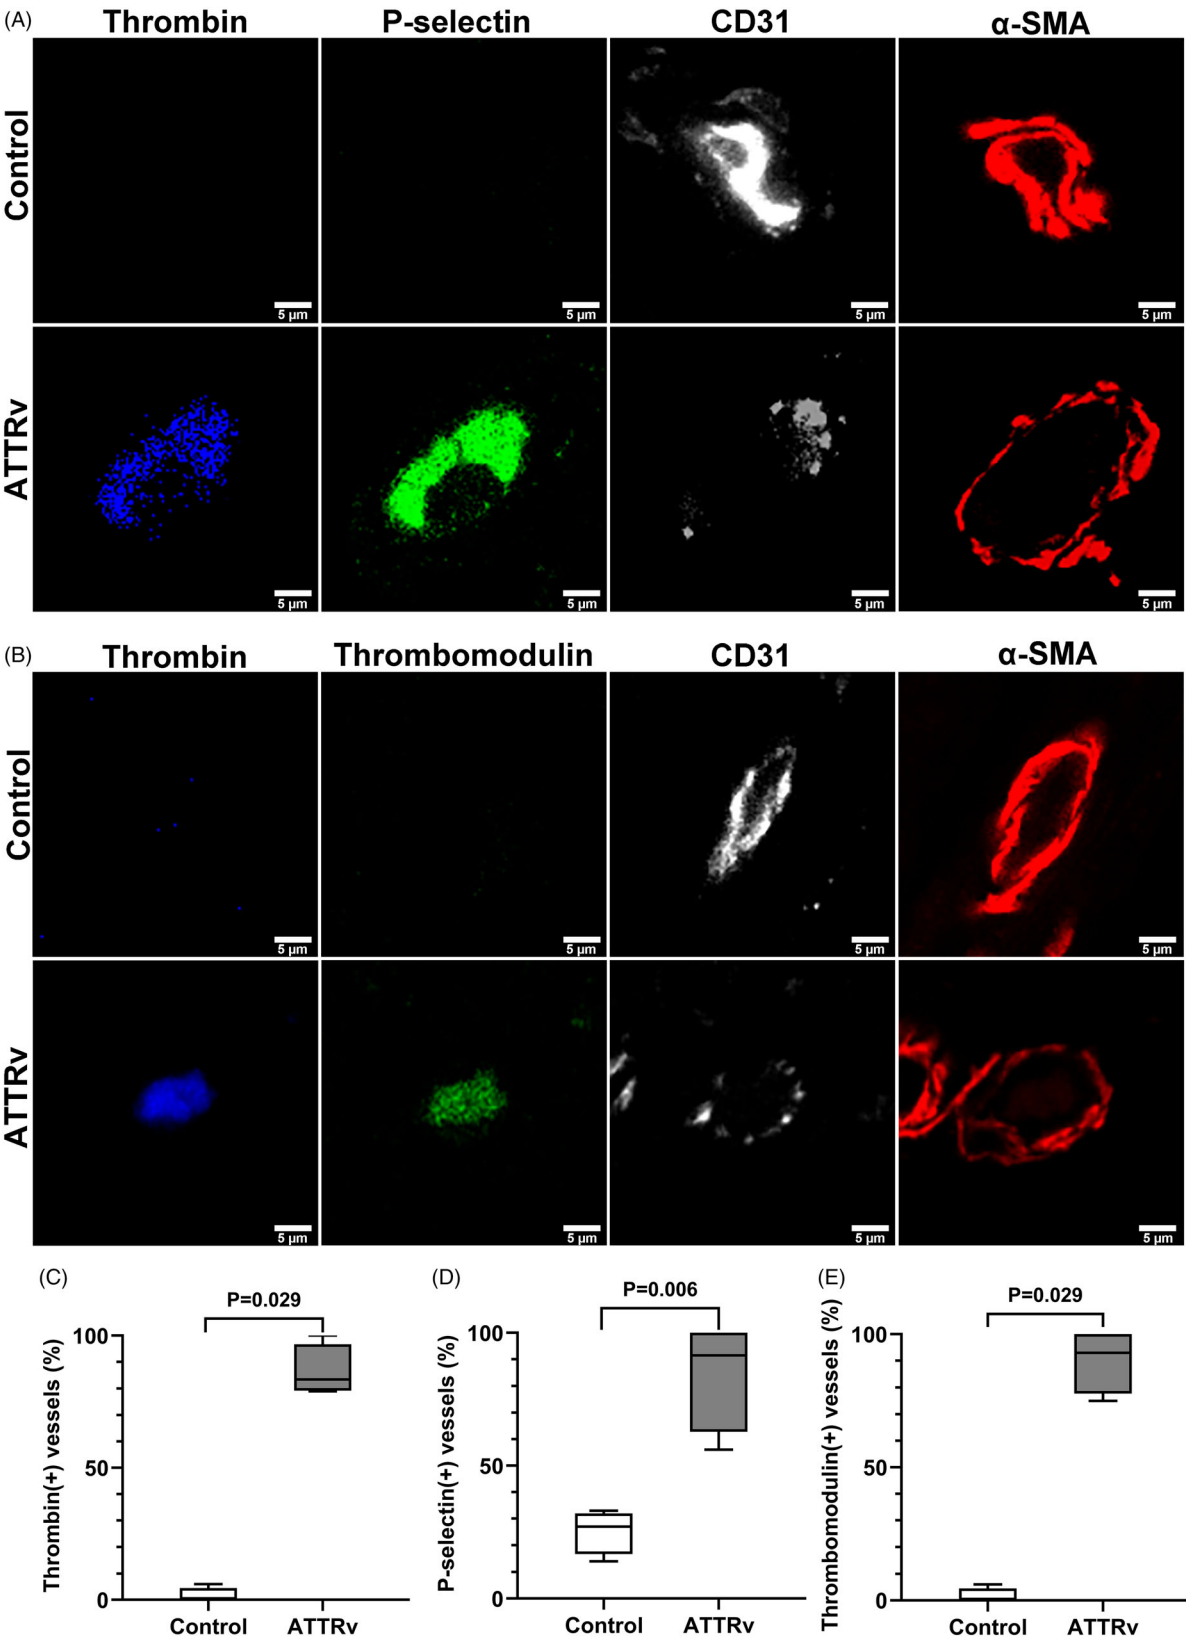 (A) Thrombin P-selectin CD31 α-SMA
Control
5 μm 5 μm 5 μm 5 μm
ATTRv
5 μm 5 μm 5 μm 5 μm
(B) Thrombin Thrombomodulin CD31 α-SMA
Control
5 μm 5 μm 5 μm 5 μm
ATTRv
5 μm 5 μm 5 μm 5 μm
(C)
P=0.029
Thrombin(+) vessels (%)
100
50
0
Control ATTRv
(D)
P=0.006
P-selectin(+) vessels (%)
100
50
0
Control ATTRv
(E)
P=0.029
Thrombomodulin(+) vessels (%)
100
50
0
Control ATTRv